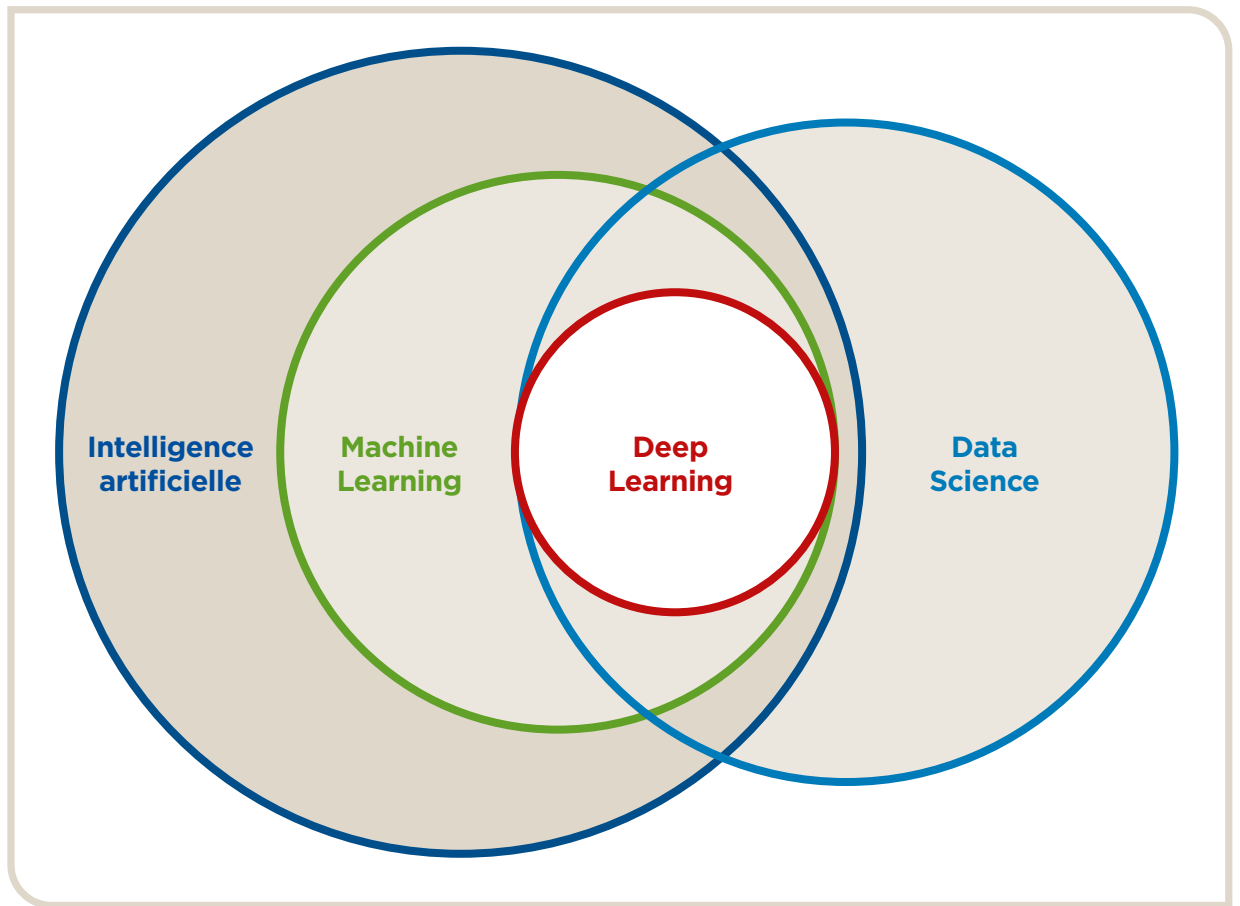 Intelligence
artificielle
Machine
Learning
Deep
Learning
Data
Science